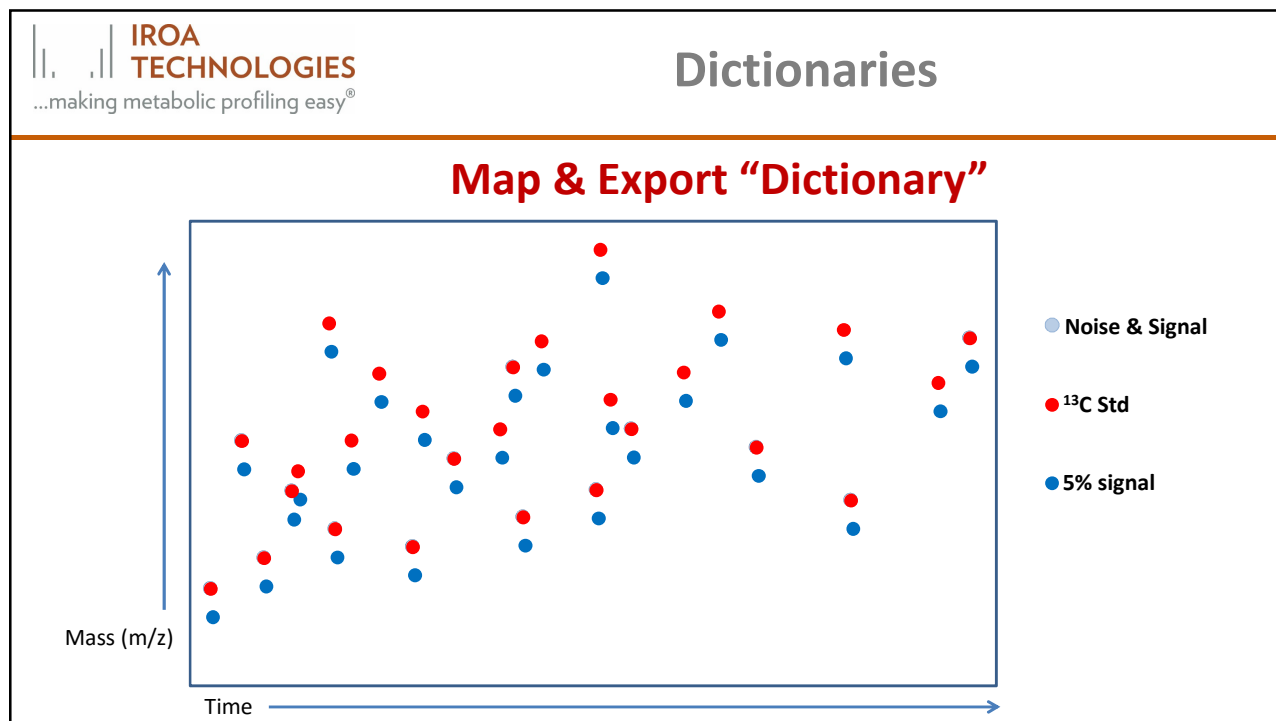 IROA
TECHNOLOGIES
...making metabolic profiling easy®
Dictionaries
Map & Export “Dictionary”
Noise & Signal
¹³C Std
5% signal
Mass (m/z)
Time